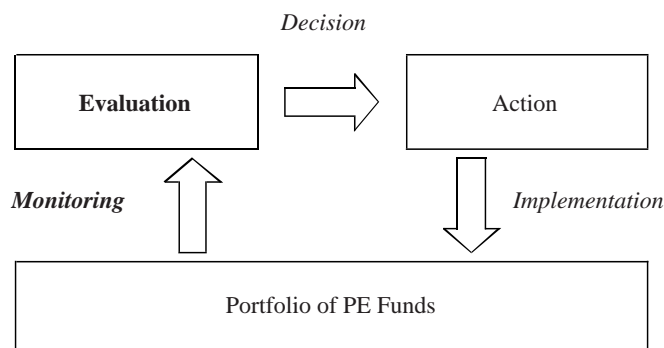 Decision
Evaluation
Action
Monitoring
Implementation
Portfolio of PE Funds